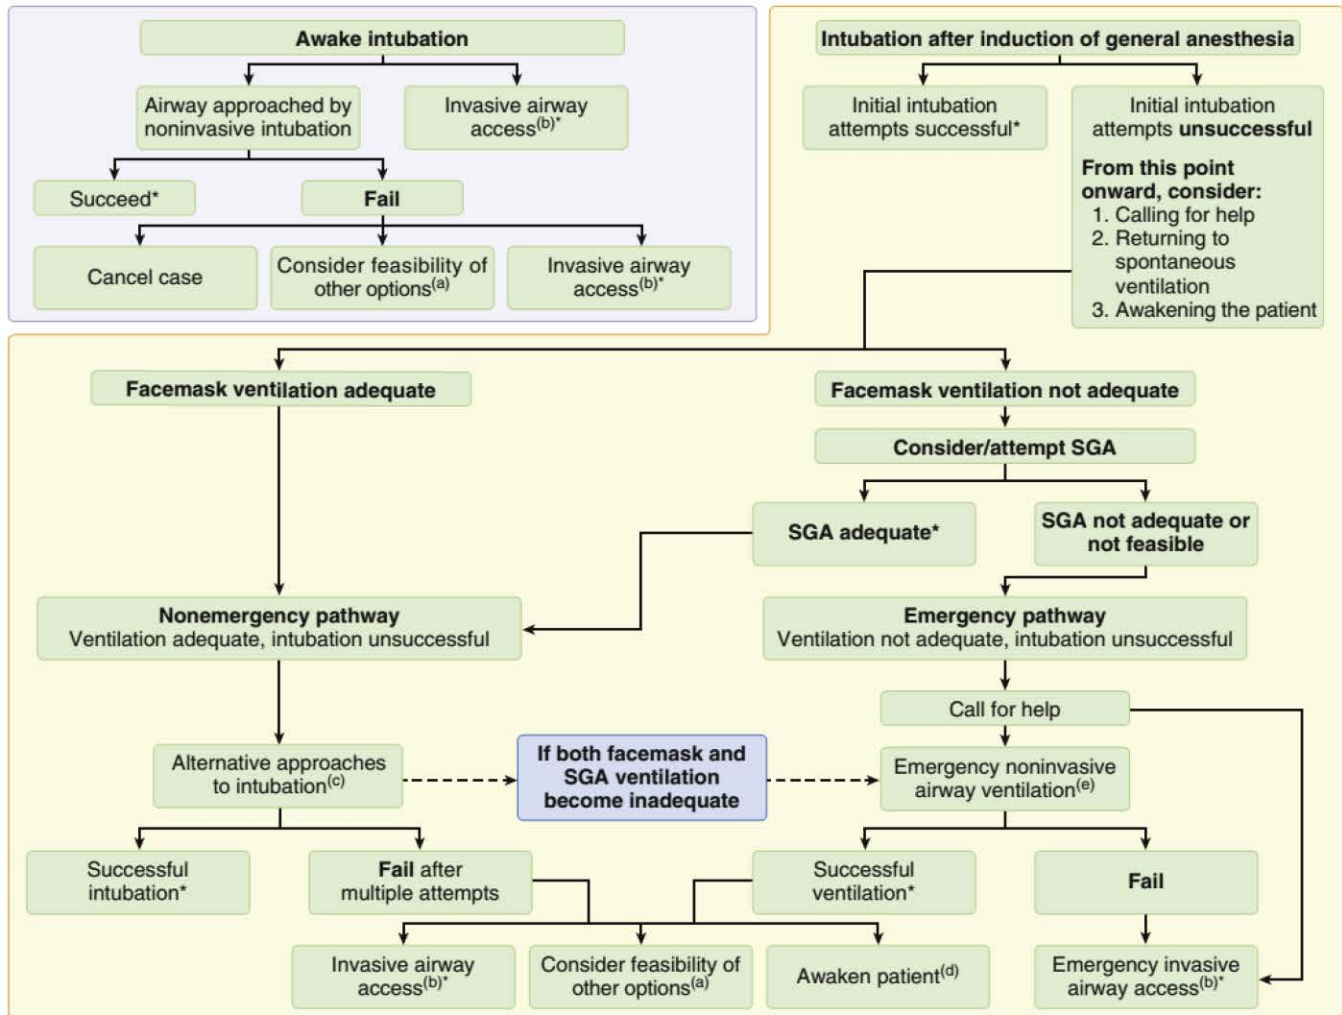 Awake intubation
Airway approached by
noninvasive intubation
Invasive airway
access(b)*
Succeed*
Fail
Cancel case
Consider feasibility of
other options(a)
Invasive airway
access(b)*
Intubation after induction of general anesthesia
Initial intubation
attempts successful*
Initial intubation
attempts unsuccessful
From this point
onward, consider:
1. Calling for help
2. Returning to
spontaneous
ventilation
3. Awakening the patient
Facemask ventilation adequate
Facemask ventilation not adequate
Consider/attempt SGA
SGA adequate*
SGA not adequate or
not feasible
Nonemergency pathway
Ventilation adequate, intubation unsuccessful
Emergency pathway
Ventilation not adequate, intubation unsuccessful
Call for help
Alternative approaches
to intubation(c)
If both facemask and
SGA ventilation
become inadequate
Emergency noninvasive
airway ventilation(e)
Successful
intubation*
Fail after
multiple attempts
Successful
ventilation*
Fail
Invasive airway
access(b)*
Consider feasibility of
other options(a)
Awaken patient(d)
Emergency invasive
airway access(b)*